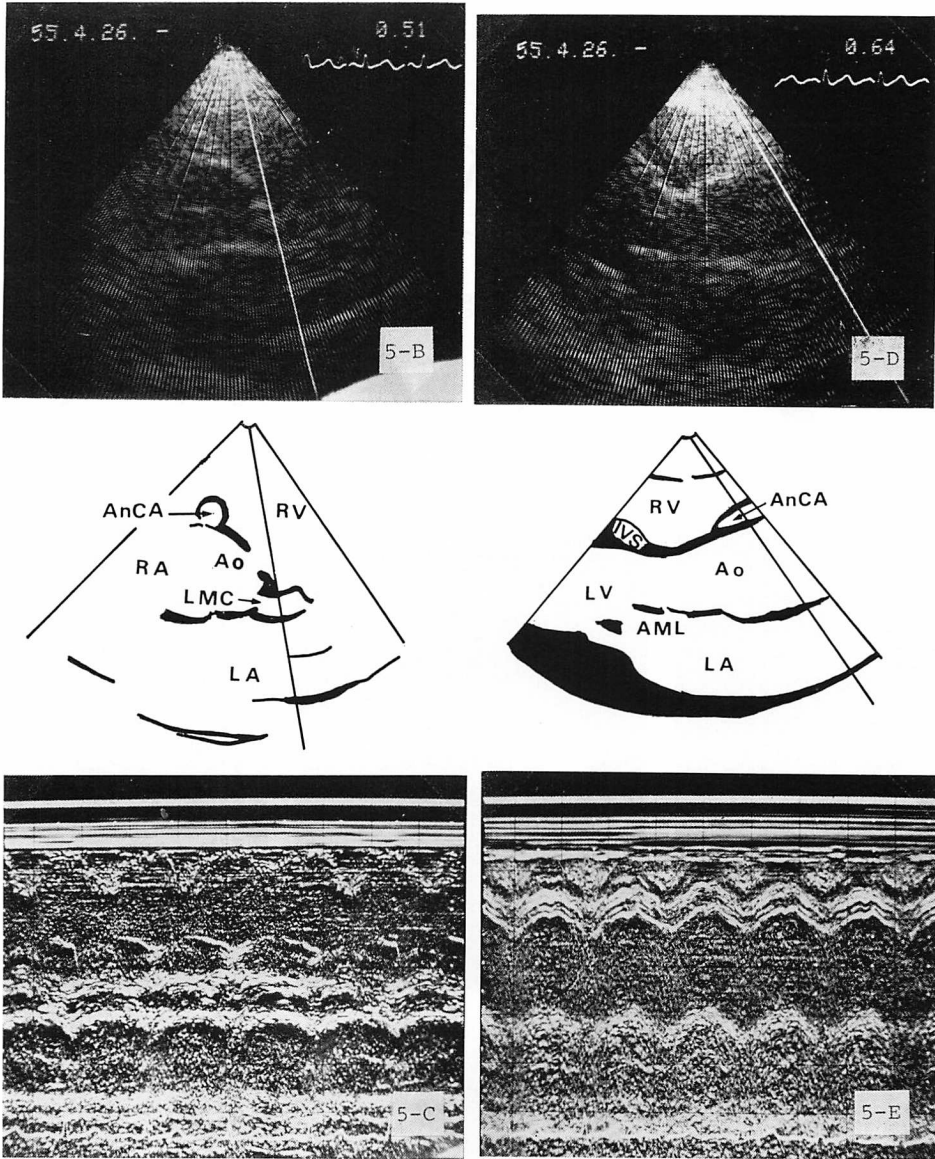 55.4.26. - 0.51
5-B
55.4.26. - 0.64
5-D
AnCA
RV
RA
Ao
LMC
LA
RV
AnCA
IVS
Ao
LV
AML
LA
5-C
5-E